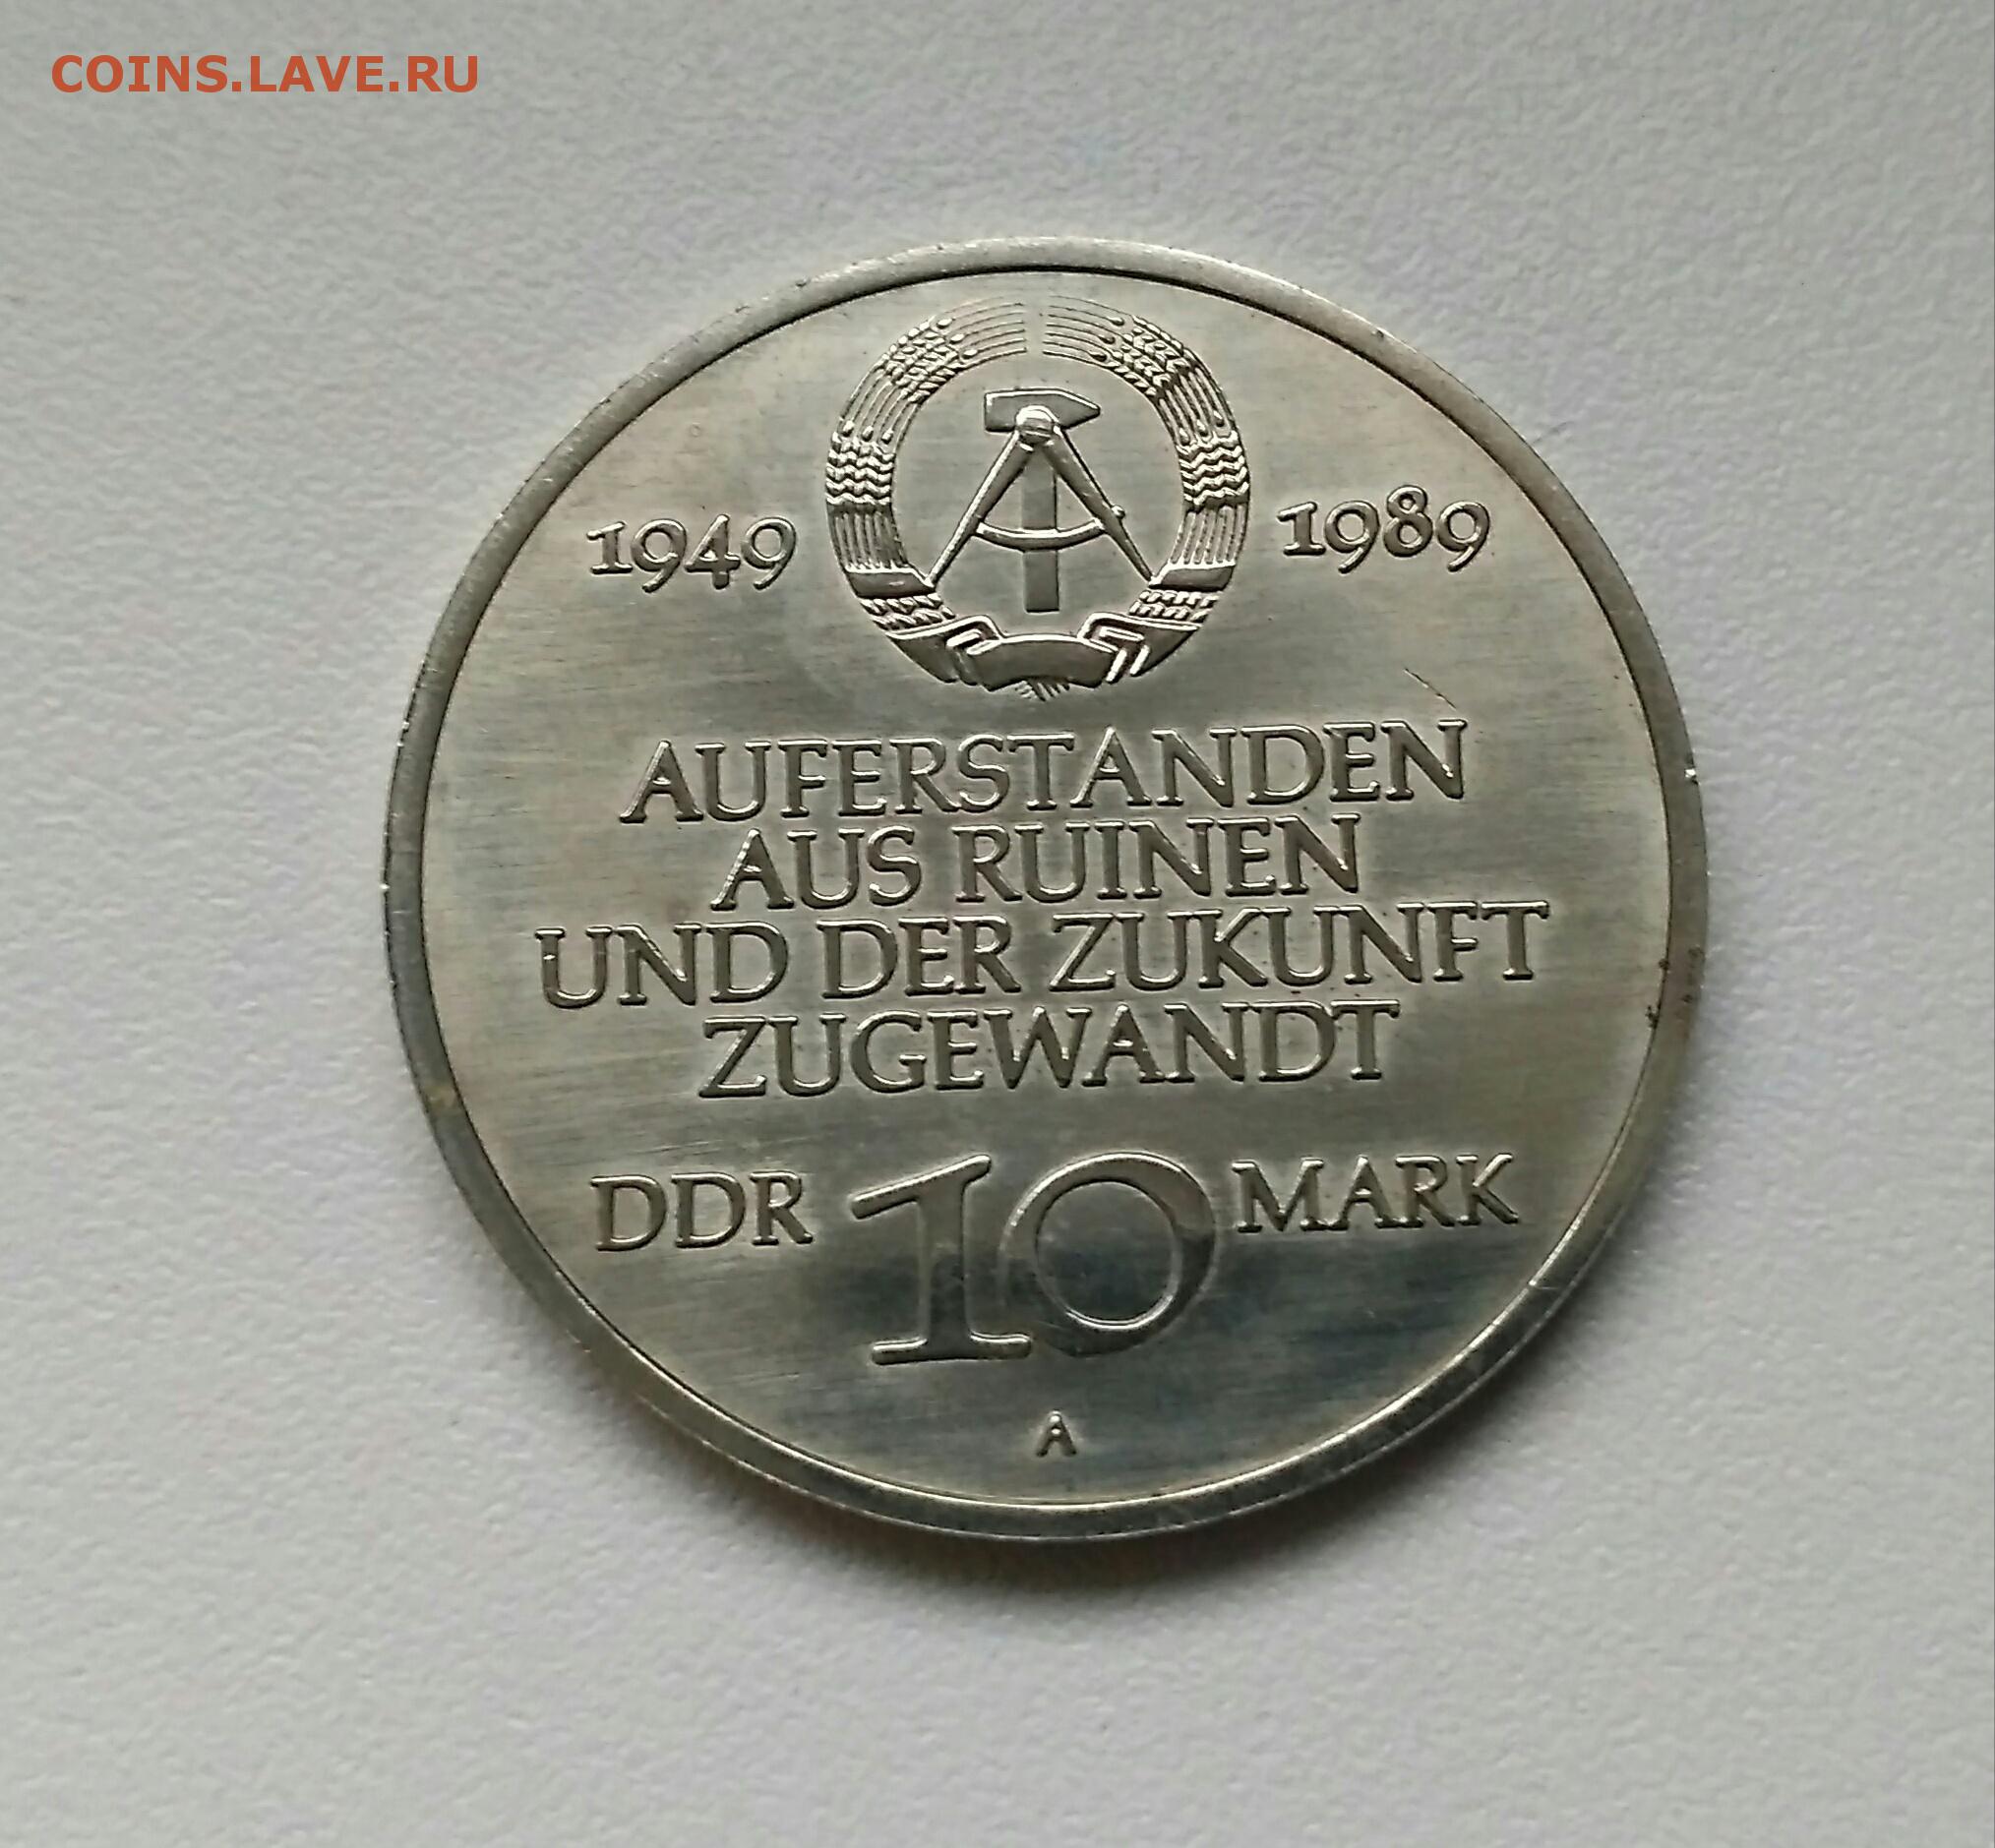 COINS.LAVE.RU
1949 1989
AUFERSTANDEN
AUS RUINEN
UND DER ZUKUNFT
ZUGEWANDT
DDR 10 MARK
A